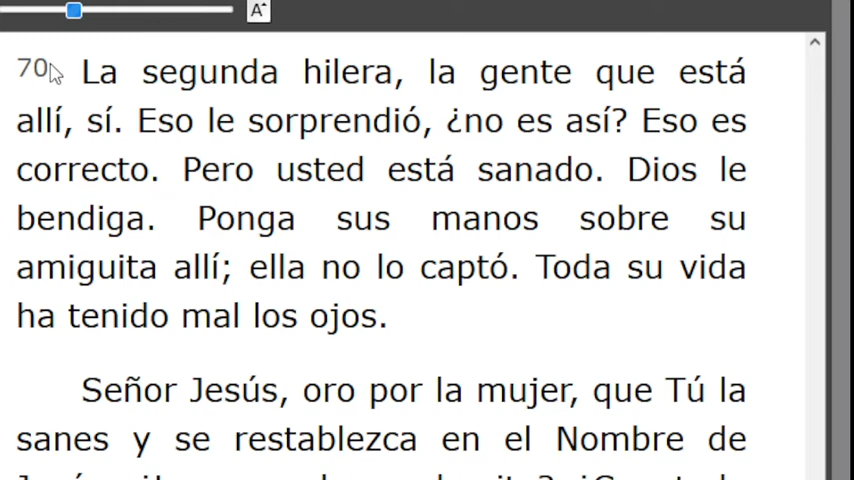 A
70 La segunda hilera, la gente que está
allí, sí. Eso le sorprendió, ¿no es así? Eso es
correcto. Pero usted está sanado. Dios le
bendiga. Ponga sus manos sobre su
amiguita allí; ella no lo captó. Toda su vida
ha tenido mal los ojos.
Señor Jesús, oro por la mujer, que Tú la
sanes y se restablezca en el Nombre de